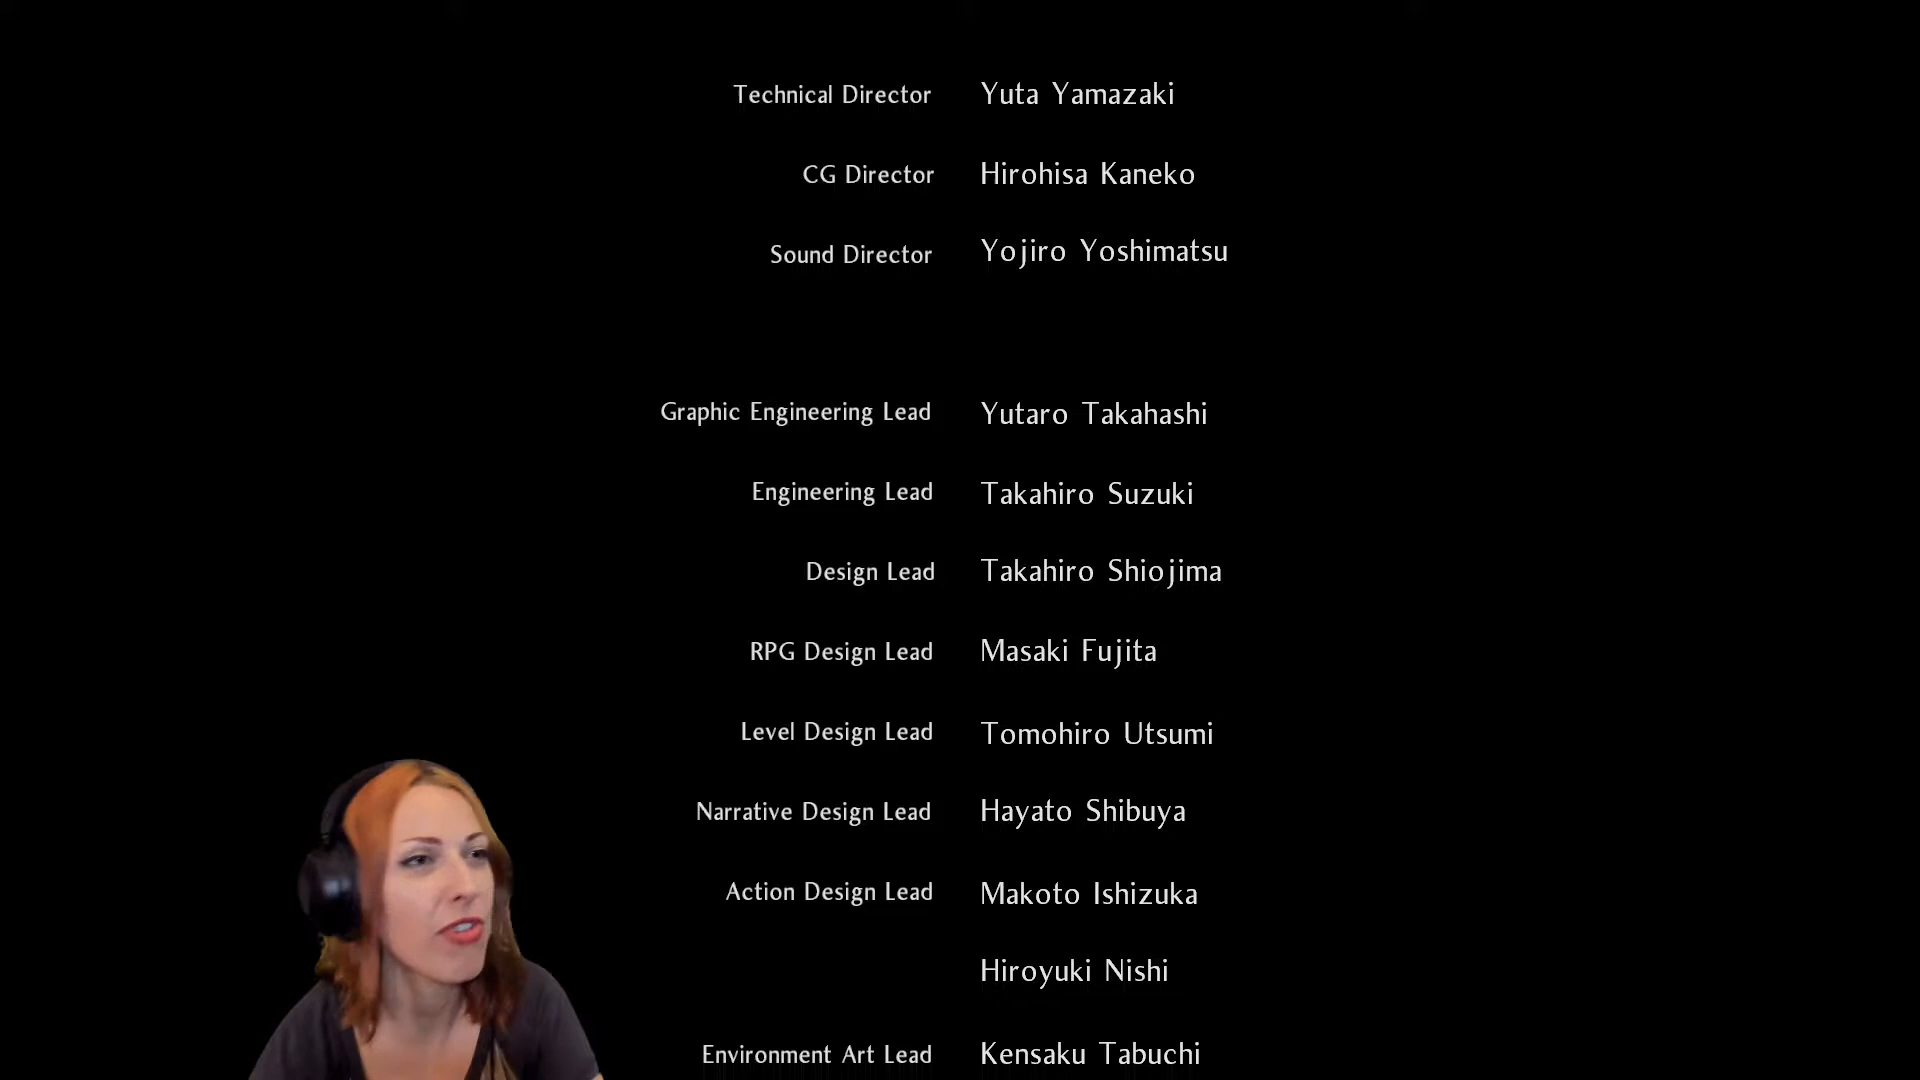 Technical Director Yuta Yamazaki
CG Director Hirohisa Kaneko
Sound Director Yojiro Yoshimatsu
Graphic Engineering Lead Yutaro Takahashi
Engineering Lead Takahiro Suzuki
Design Lead Takahiro Shiojima
RPG Design Lead Masaki Fujita
Level Design Lead Tomohiro Utsumi
Narrative Design Lead Hayato Shibuya
Action Design Lead Makoto Ishizuka
Hiroyuki Nishi
Environment Art Lead Kensaku Tabuchi